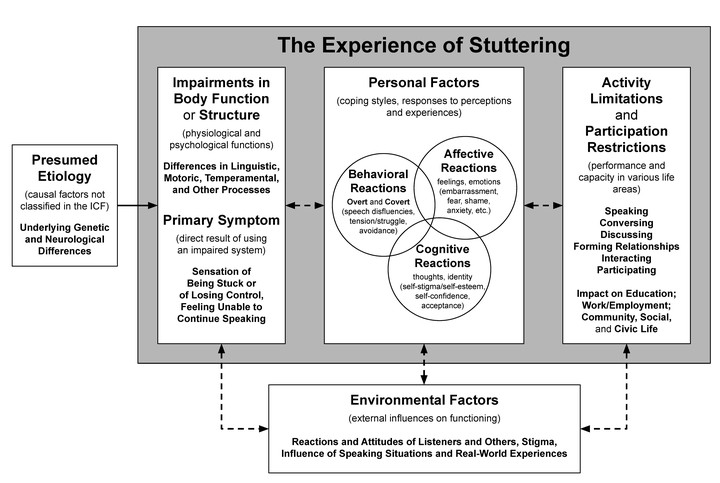 The Experience of Stuttering
Presumed
Etiology
(causal factors not
classified in the ICF)
Underlying Genetic
and Neurological
Differences
Impairments in
Body Function
or Structure
(physiological and
psychological functions)
Differences in Linguistic,
Motoric, Temperamental,
and Other Processes
Primary Symptom
(direct result of using
an impaired system)
Sensation of
Being Stuck or
of Losing Control,
Feeling Unable to
Continue Speaking
Personal Factors
(coping styles, responses to perceptions
and experiences)
Behavioral
Reactions
Overt and Covert
(speech disfluencies,
tension/struggle,
avoidance)
Affective
Reactions
feelings, emotions
(embarrassment,
fear, shame,
anxiety, etc.)
Cognitive
Reactions
thoughts, identity
(self-stigma/self-esteem,
self-confidence,
acceptance)
Activity
Limitations
and
Participation
Restrictions
(performance and
capacity in various life
areas)
Speaking
Conversing
Discussing
Forming Relationships
Interacting
Participating
Impact on Education;
Work/Employment;
Community, Social,
and Civic Life
Environmental Factors
(external influences on functioning)
Reactions and Attitudes of Listeners and Others, Stigma,
Influence of Speaking Situations and Real-World Experiences